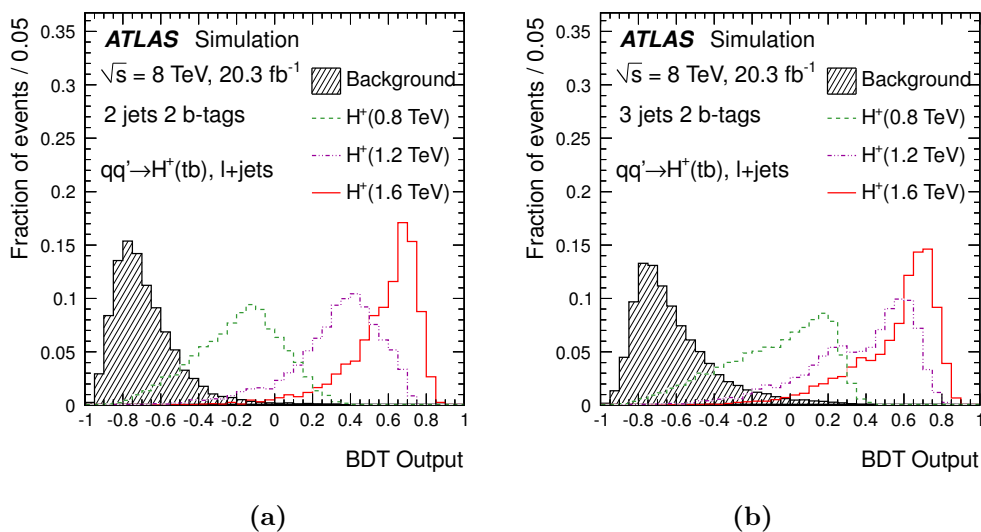 Fraction of events / 0.05
0.35
0.3
0.25
0.2
0.15
0.1
0.05
0
ATLAS Simulation
√s = 8 TeV, 20.3 fb⁻¹
2 jets 2 b-tags
qq'→H⁺(tb), l+jets
Background
H⁺(0.8 TeV)
H⁺(1.2 TeV)
H⁺(1.6 TeV)
-1 -0.8 -0.6 -0.4 -0.2 0 0.2 0.4 0.6 0.8 1
BDT Output
(a)
Fraction of events / 0.05
0.35
0.3
0.25
0.2
0.15
0.1
0.05
0
ATLAS Simulation
√s = 8 TeV, 20.3 fb⁻¹
3 jets 2 b-tags
qq'→H⁺(tb), l+jets
Background
H⁺(0.8 TeV)
H⁺(1.2 TeV)
H⁺(1.6 TeV)
-1 -0.8 -0.6 -0.4 -0.2 0 0.2 0.4 0.6 0.8 1
BDT Output
(b)